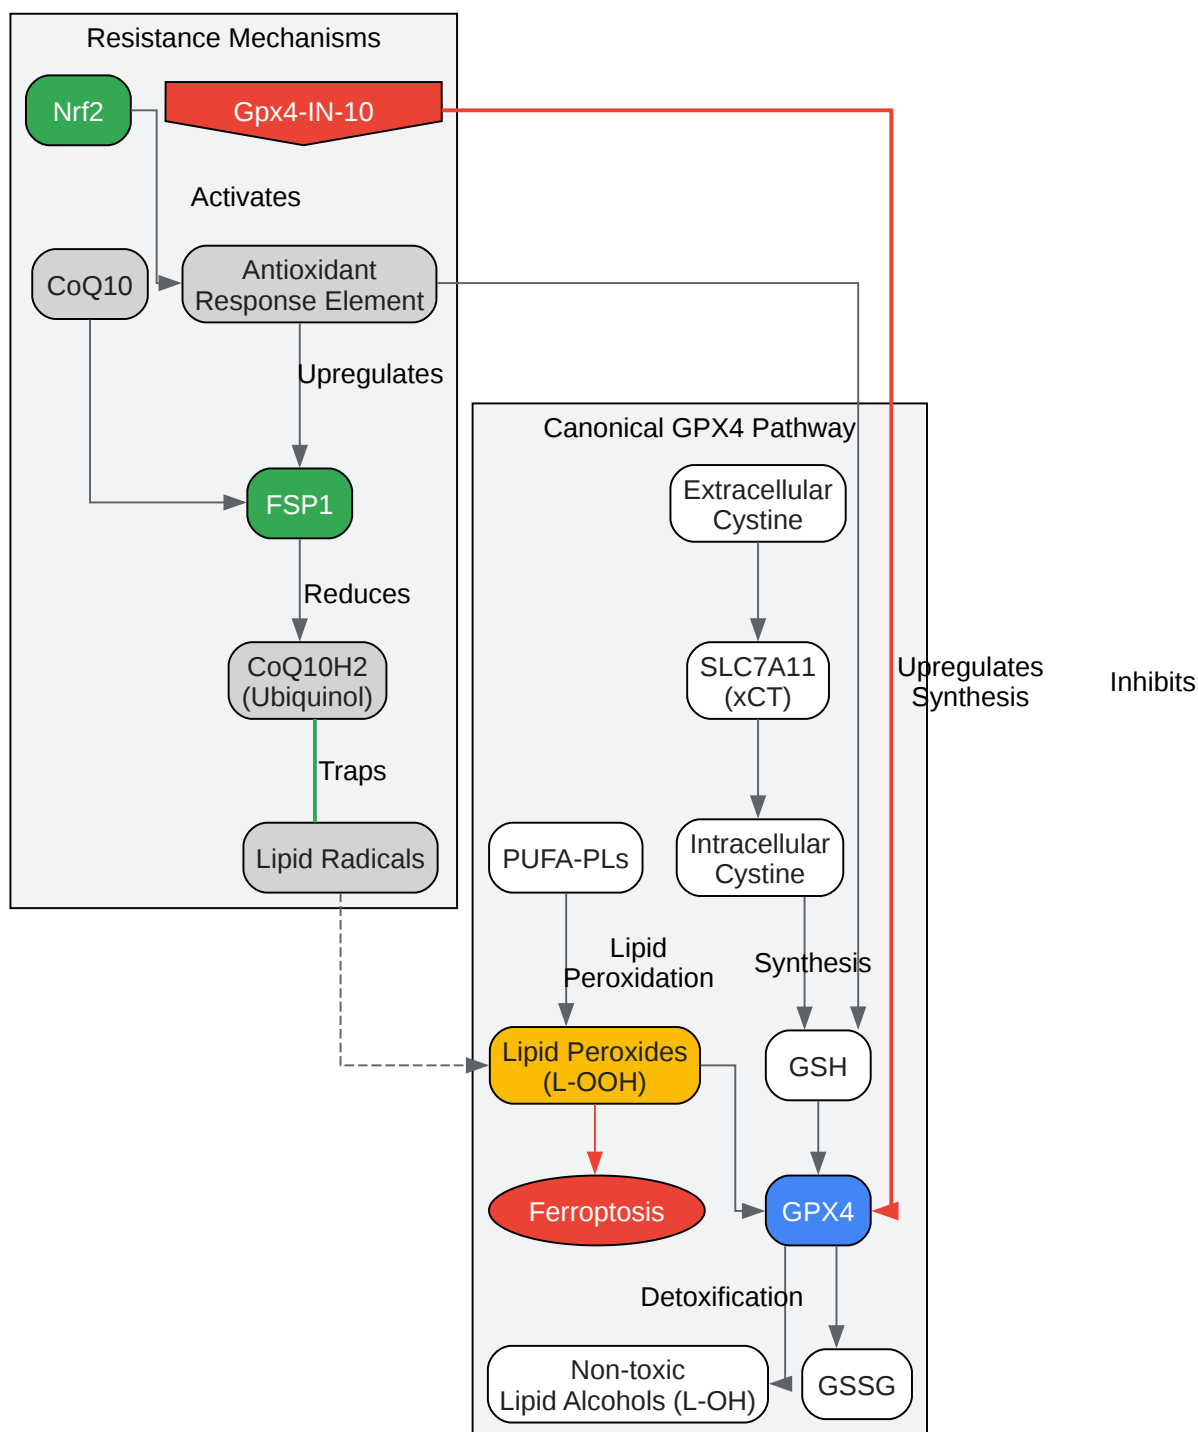 Resistance Mechanisms
Nrf2
Gpx4-IN-10
Activates
CoQ10
Antioxidant
Response Element
Upregulates
FSP1
Reduces
CoQ10H2
(Ubiquinol)
Traps
Lipid Radicals
Canonical GPX4 Pathway
Extracellular
Cystine
SLC7A11
(xCT)
Upregulates
Synthesis
Inhibits
PUFA-PLs
Intracellular
Cystine
Lipid
Peroxidation
Synthesis
Lipid Peroxides
(L-OOH)
GSH
Ferroptosis
GPX4
Detoxification
Non-toxic
Lipid Alcohols (L-OH)
GSSG